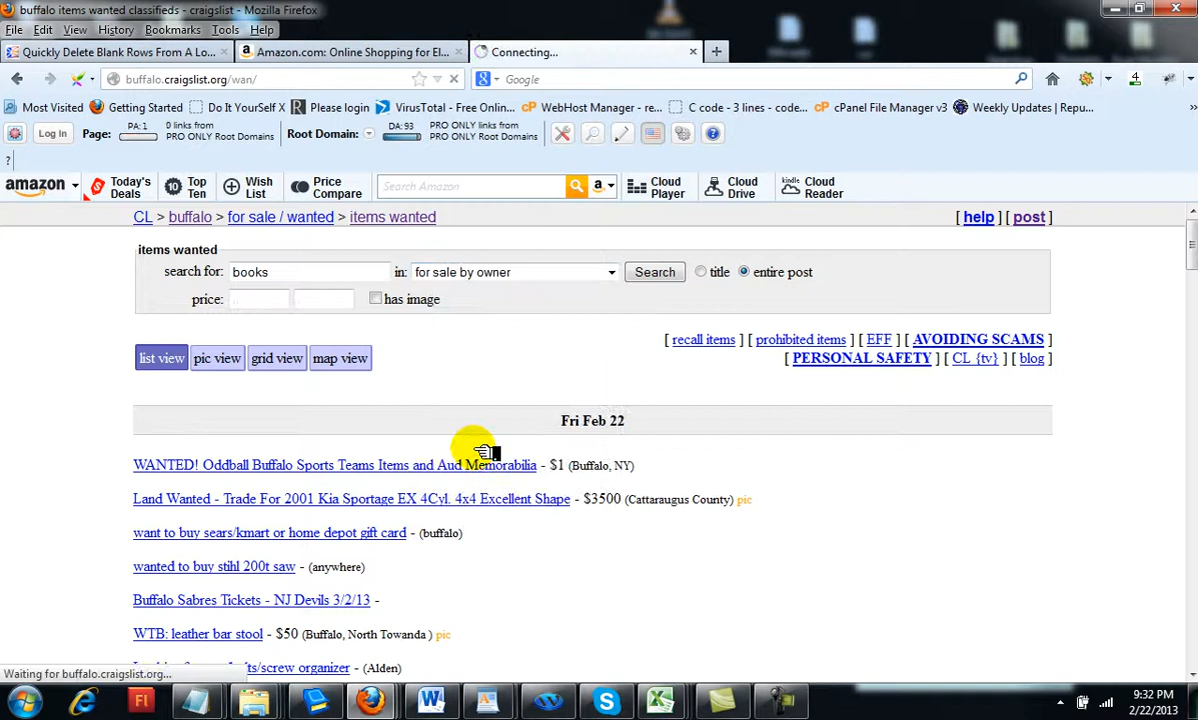 buffalo items wanted classifieds - craigslist - Mozilla Firefox
File Edit View History Bookmarks Tools Help
Quickly Delete Blank Rows From A Lo... Amazon.com: Online Shopping for El... Connecting...
buffalo.craigslist.org/wan/ Google 4
Most Visited Getting Started Do It YourSelf X Please login VirusTotal - Free Onlin... WebHost Manager - re... C code - 3 lines - code... cPanel File Manager v3 Weekly Updates | Repu...
Log In Page: PA: 1 0 links from PRO ONLY Root Domains Root Domain: DA: 93 PRO ONLY links from PRO ONLY Root Domains
?
amazon Today's Deals Top Ten Wish List Price Compare Search Amazon Cloud Player Cloud Drive Cloud Reader
CL > buffalo > for sale / wanted > items wanted [ help ] [ post ]
items wanted
search for: books in: for sale by owner Search title entire post
price: has image
list view pic view grid view map view
[ recall items ] [ prohibited items ] [ EFF ] [ AVOIDING SCAMS ]
[ PERSONAL SAFETY ] [ CL {tv} ] [ blog ]
Fri Feb 22
WANTED! Oddball Buffalo Sports Teams Items and Aud Memorabilia - $1 (Buffalo, NY)
Land Wanted - Trade For 2001 Kia Sportage EX 4Cyl. 4x4 Excellent Shape - $3500 (Cattaraugus County) pic
want to buy sears/kmart or home depot gift card - (buffalo)
wanted to buy stihl 200t saw - (anywhere)
Buffalo Sabres Tickets - NJ Devils 3/2/13 -
WTB: leather bar stool - $50 (Buffalo, North Towanda ) pic
/screw organizer - (Alden)
Waiting for buffalo.craigslist.org...
9:32 PM
2/22/2013